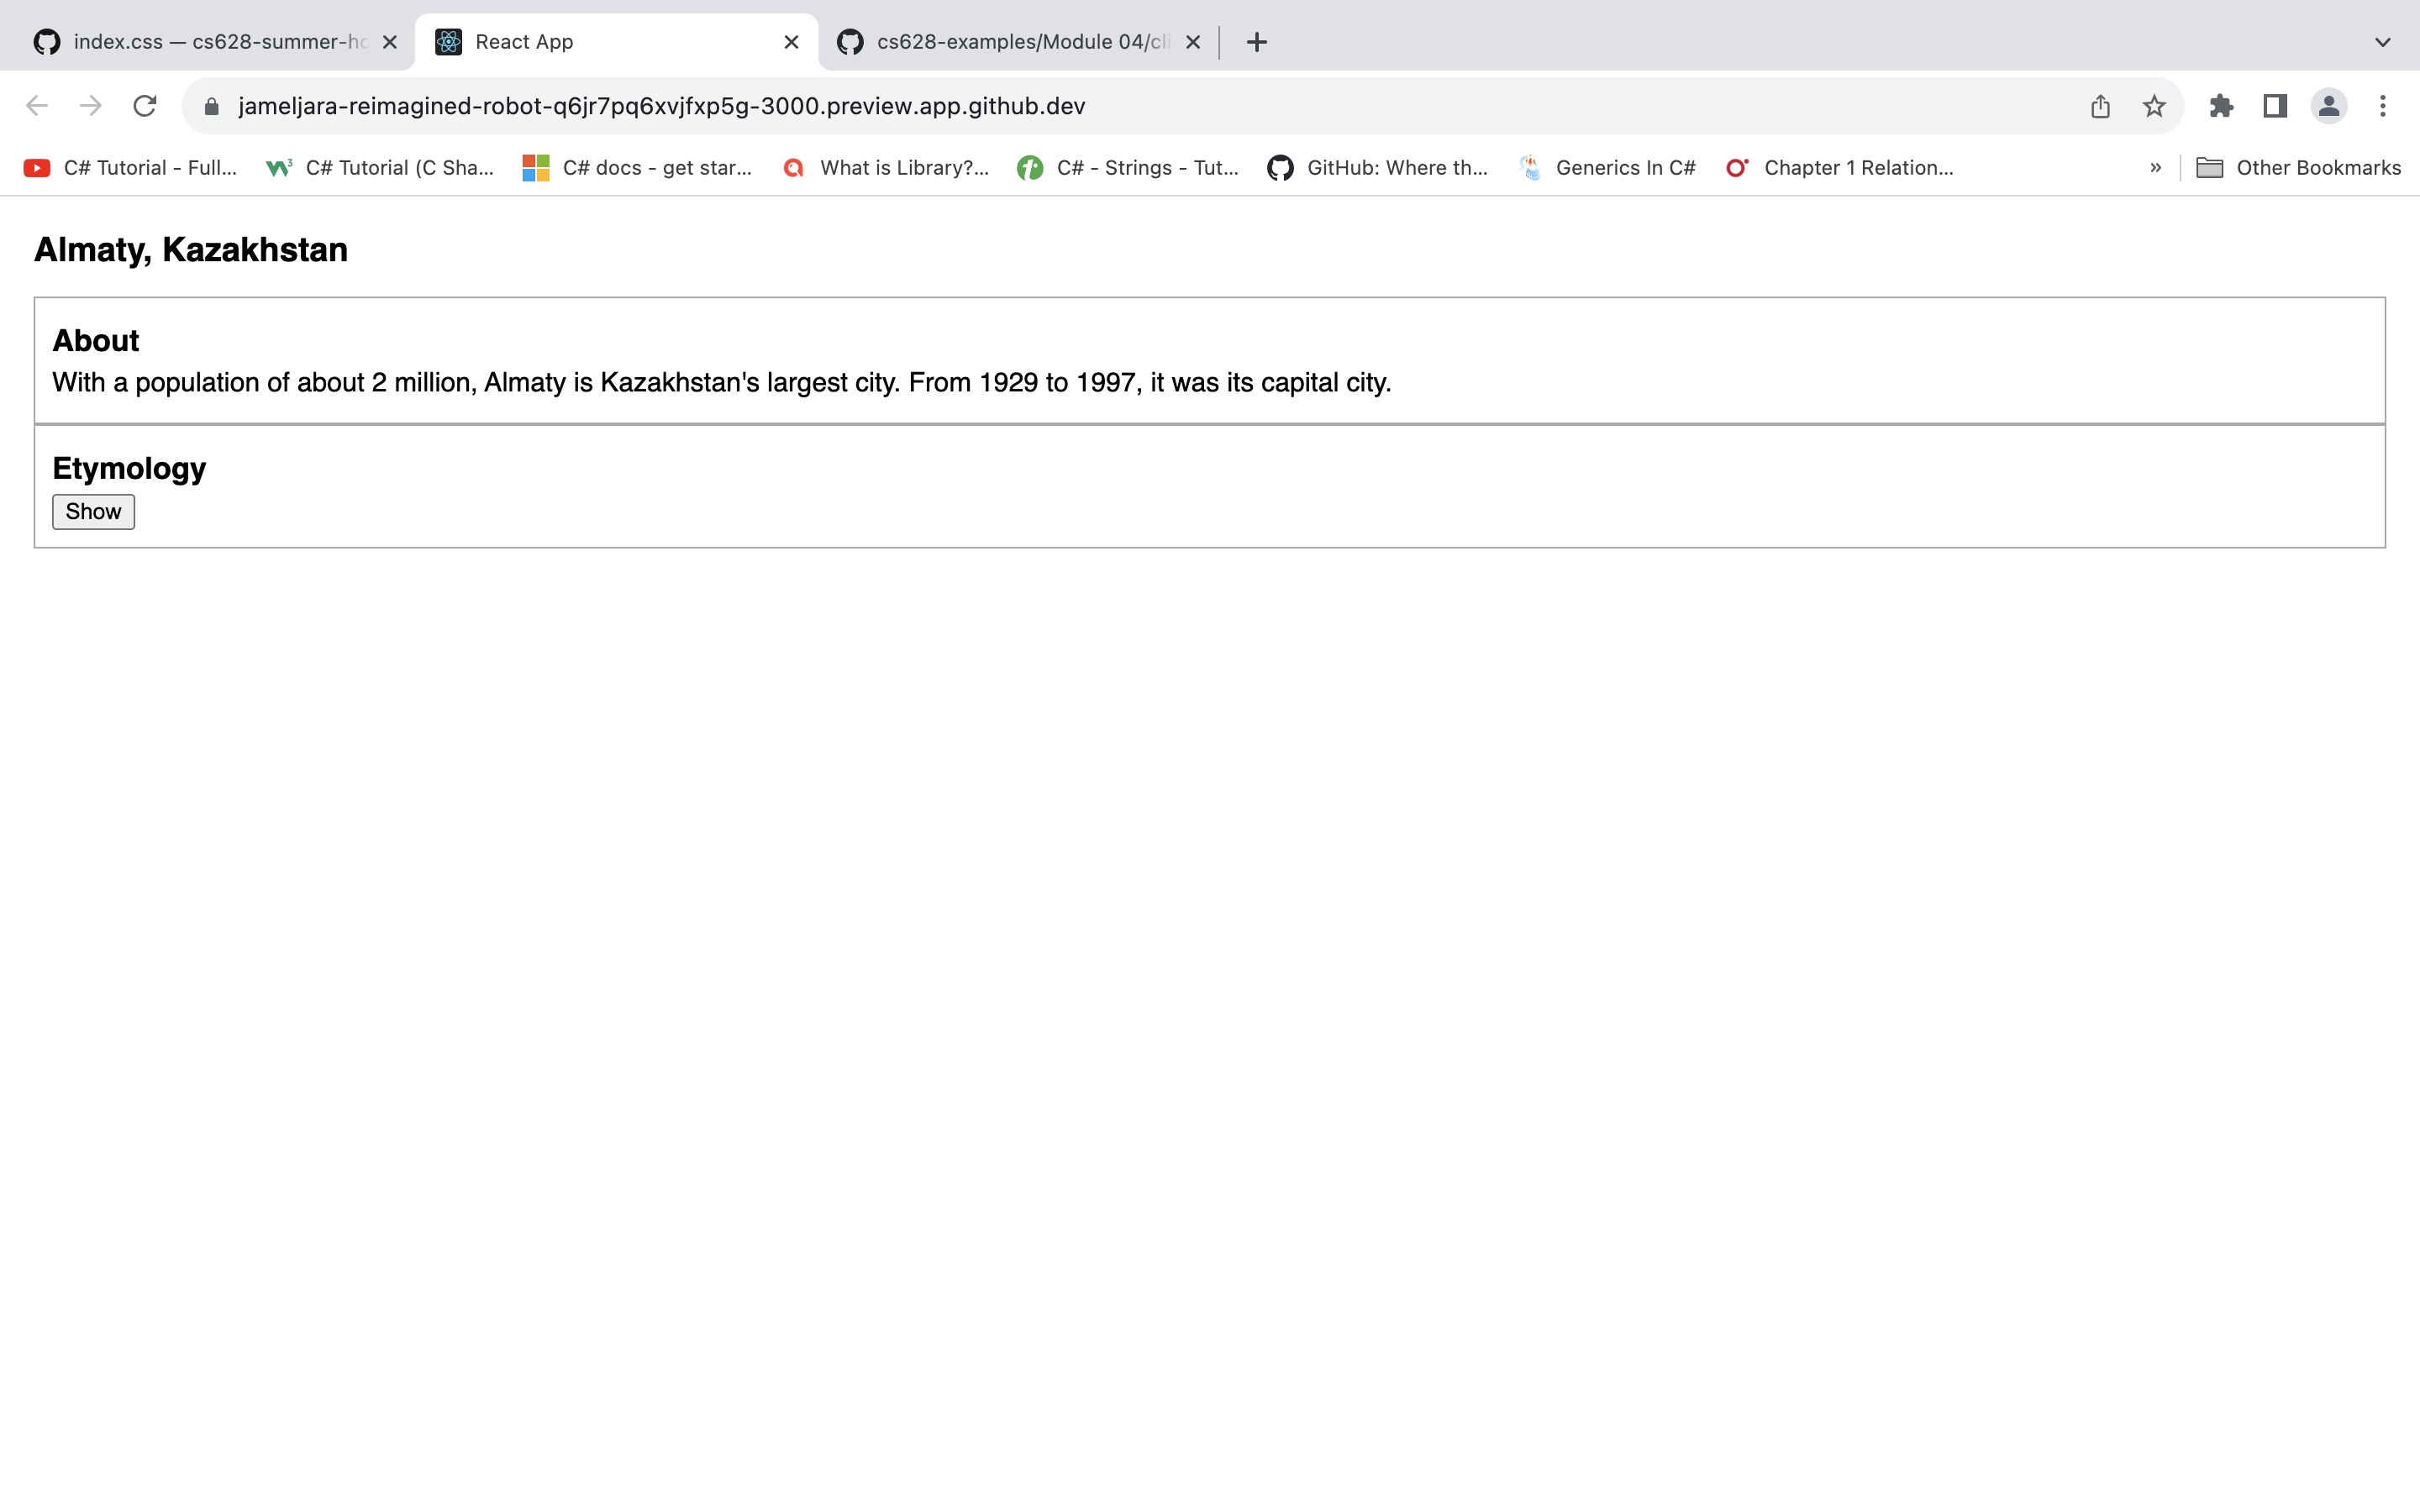 index.css — cs628-summer-ho
React App
cs628-examples/Module 04/cli
jameljara-reimagined-robot-q6jr7pq6xvjfxp5g-3000.preview.app.github.dev
C# Tutorial - Full...
C# Tutorial (C Sha...
C# docs - get star...
What is Library?...
C# - Strings - Tut...
GitHub: Where th...
Generics In C#
Chapter 1 Relation...
»
Other Bookmarks
Almaty, Kazakhstan
About
With a population of about 2 million, Almaty is Kazakhstan's largest city. From 1929 to 1997, it was its capital city.
Etymology
Show